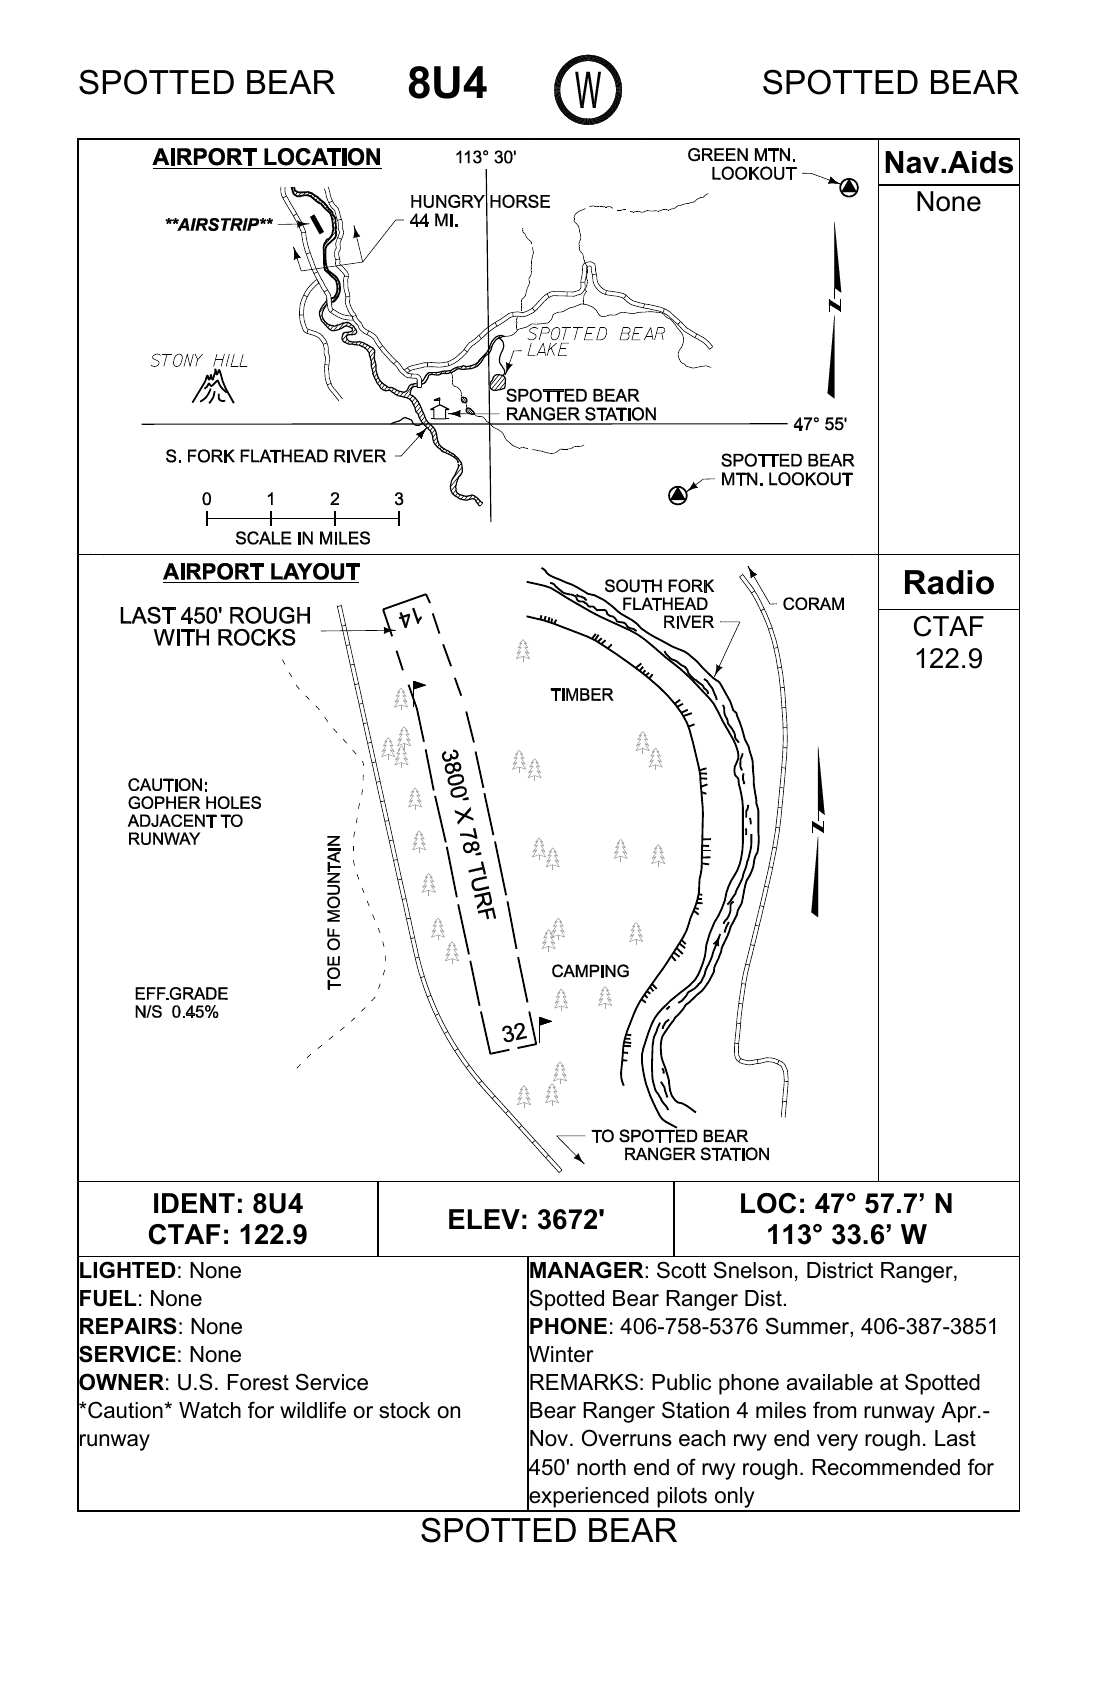 SPOTTED BEAR 8U4 W SPOTTED BEAR
AIRPORT LOCATION
113° 30'
GREEN MTN.
LOOKOUT
Nav.Aids
None
HUNGRY HORSE
44 MI.
**AIRSTRIP**
N
SPOTTED BEAR
LAKE
STONY HILL
SPOTTED BEAR
RANGER STATION
47° 55'
S. FORK FLATHEAD RIVER
SPOTTED BEAR
MTN. LOOKOUT
0 1 2 3
SCALE IN MILES
AIRPORT LAYOUT
Radio
CTAF
122.9
SOUTH FORK
FLATHEAD
RIVER
CORAM
LAST 450' ROUGH
WITH ROCKS
14
TIMBER
3800' X 78' TURF
CAUTION:
GOPHER HOLES
ADJACENT TO
RUNWAY
N
TOE OF MOUNTAIN
CAMPING
EFF.GRADE
N/S 0.45%
32
TO SPOTTED BEAR
RANGER STATION
IDENT: 8U4
CTAF: 122.9
ELEV: 3672'
LOC: 47° 57.7’ N
113° 33.6’ W
LIGHTED: None
FUEL: None
REPAIRS: None
SERVICE: None
OWNER: U.S. Forest Service
*Caution* Watch for wildlife or stock on
runway
MANAGER: Scott Snelson, District Ranger,
Spotted Bear Ranger Dist.
PHONE: 406-758-5376 Summer, 406-387-3851
Winter
REMARKS: Public phone available at Spotted
Bear Ranger Station 4 miles from runway Apr.-
Nov. Overruns each rwy end very rough. Last
450' north end of rwy rough. Recommended for
experienced pilots only
SPOTTED BEAR